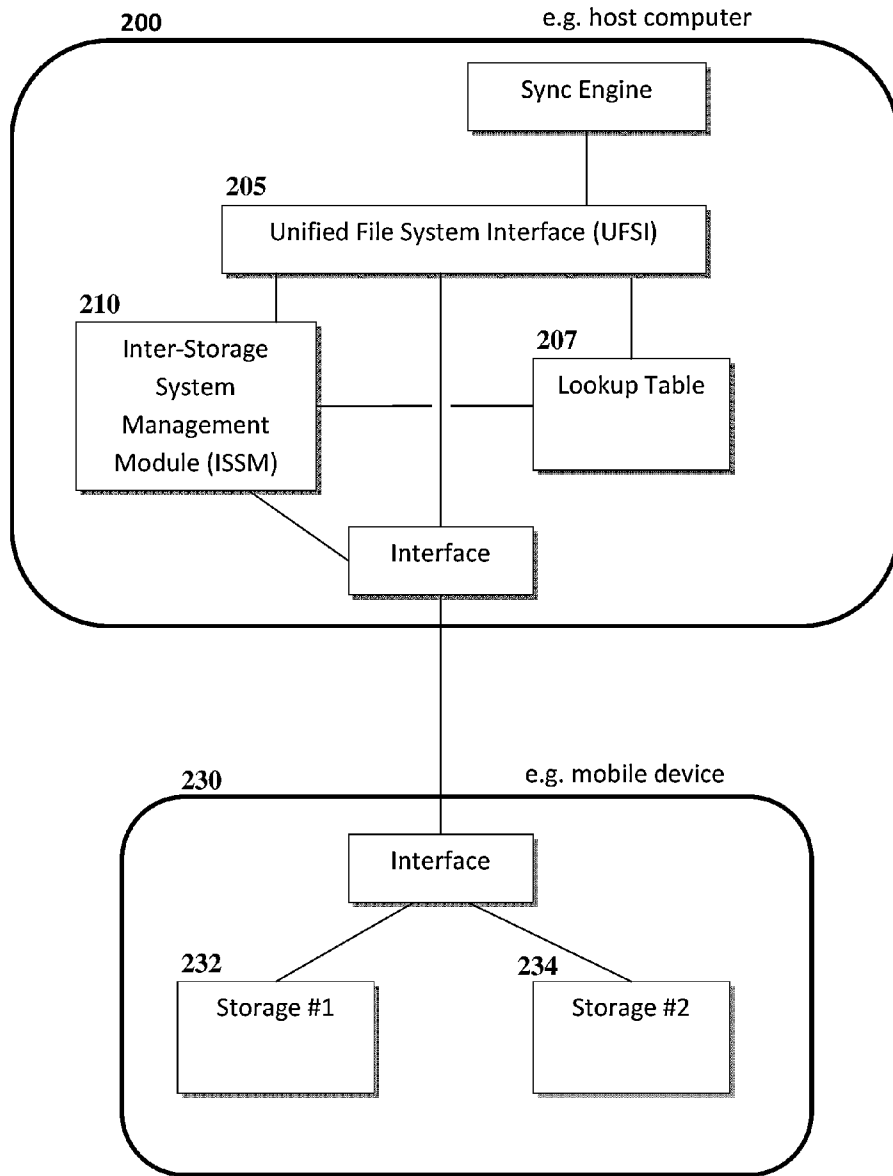 200
e.g. host computer
Sync Engine
205
Unified File System Interface (UFSI)
210
Inter-Storage
System
Management
Module (ISSM)
207
Lookup Table
Interface
230
e.g. mobile device
Interface
232
Storage #1
234
Storage #2